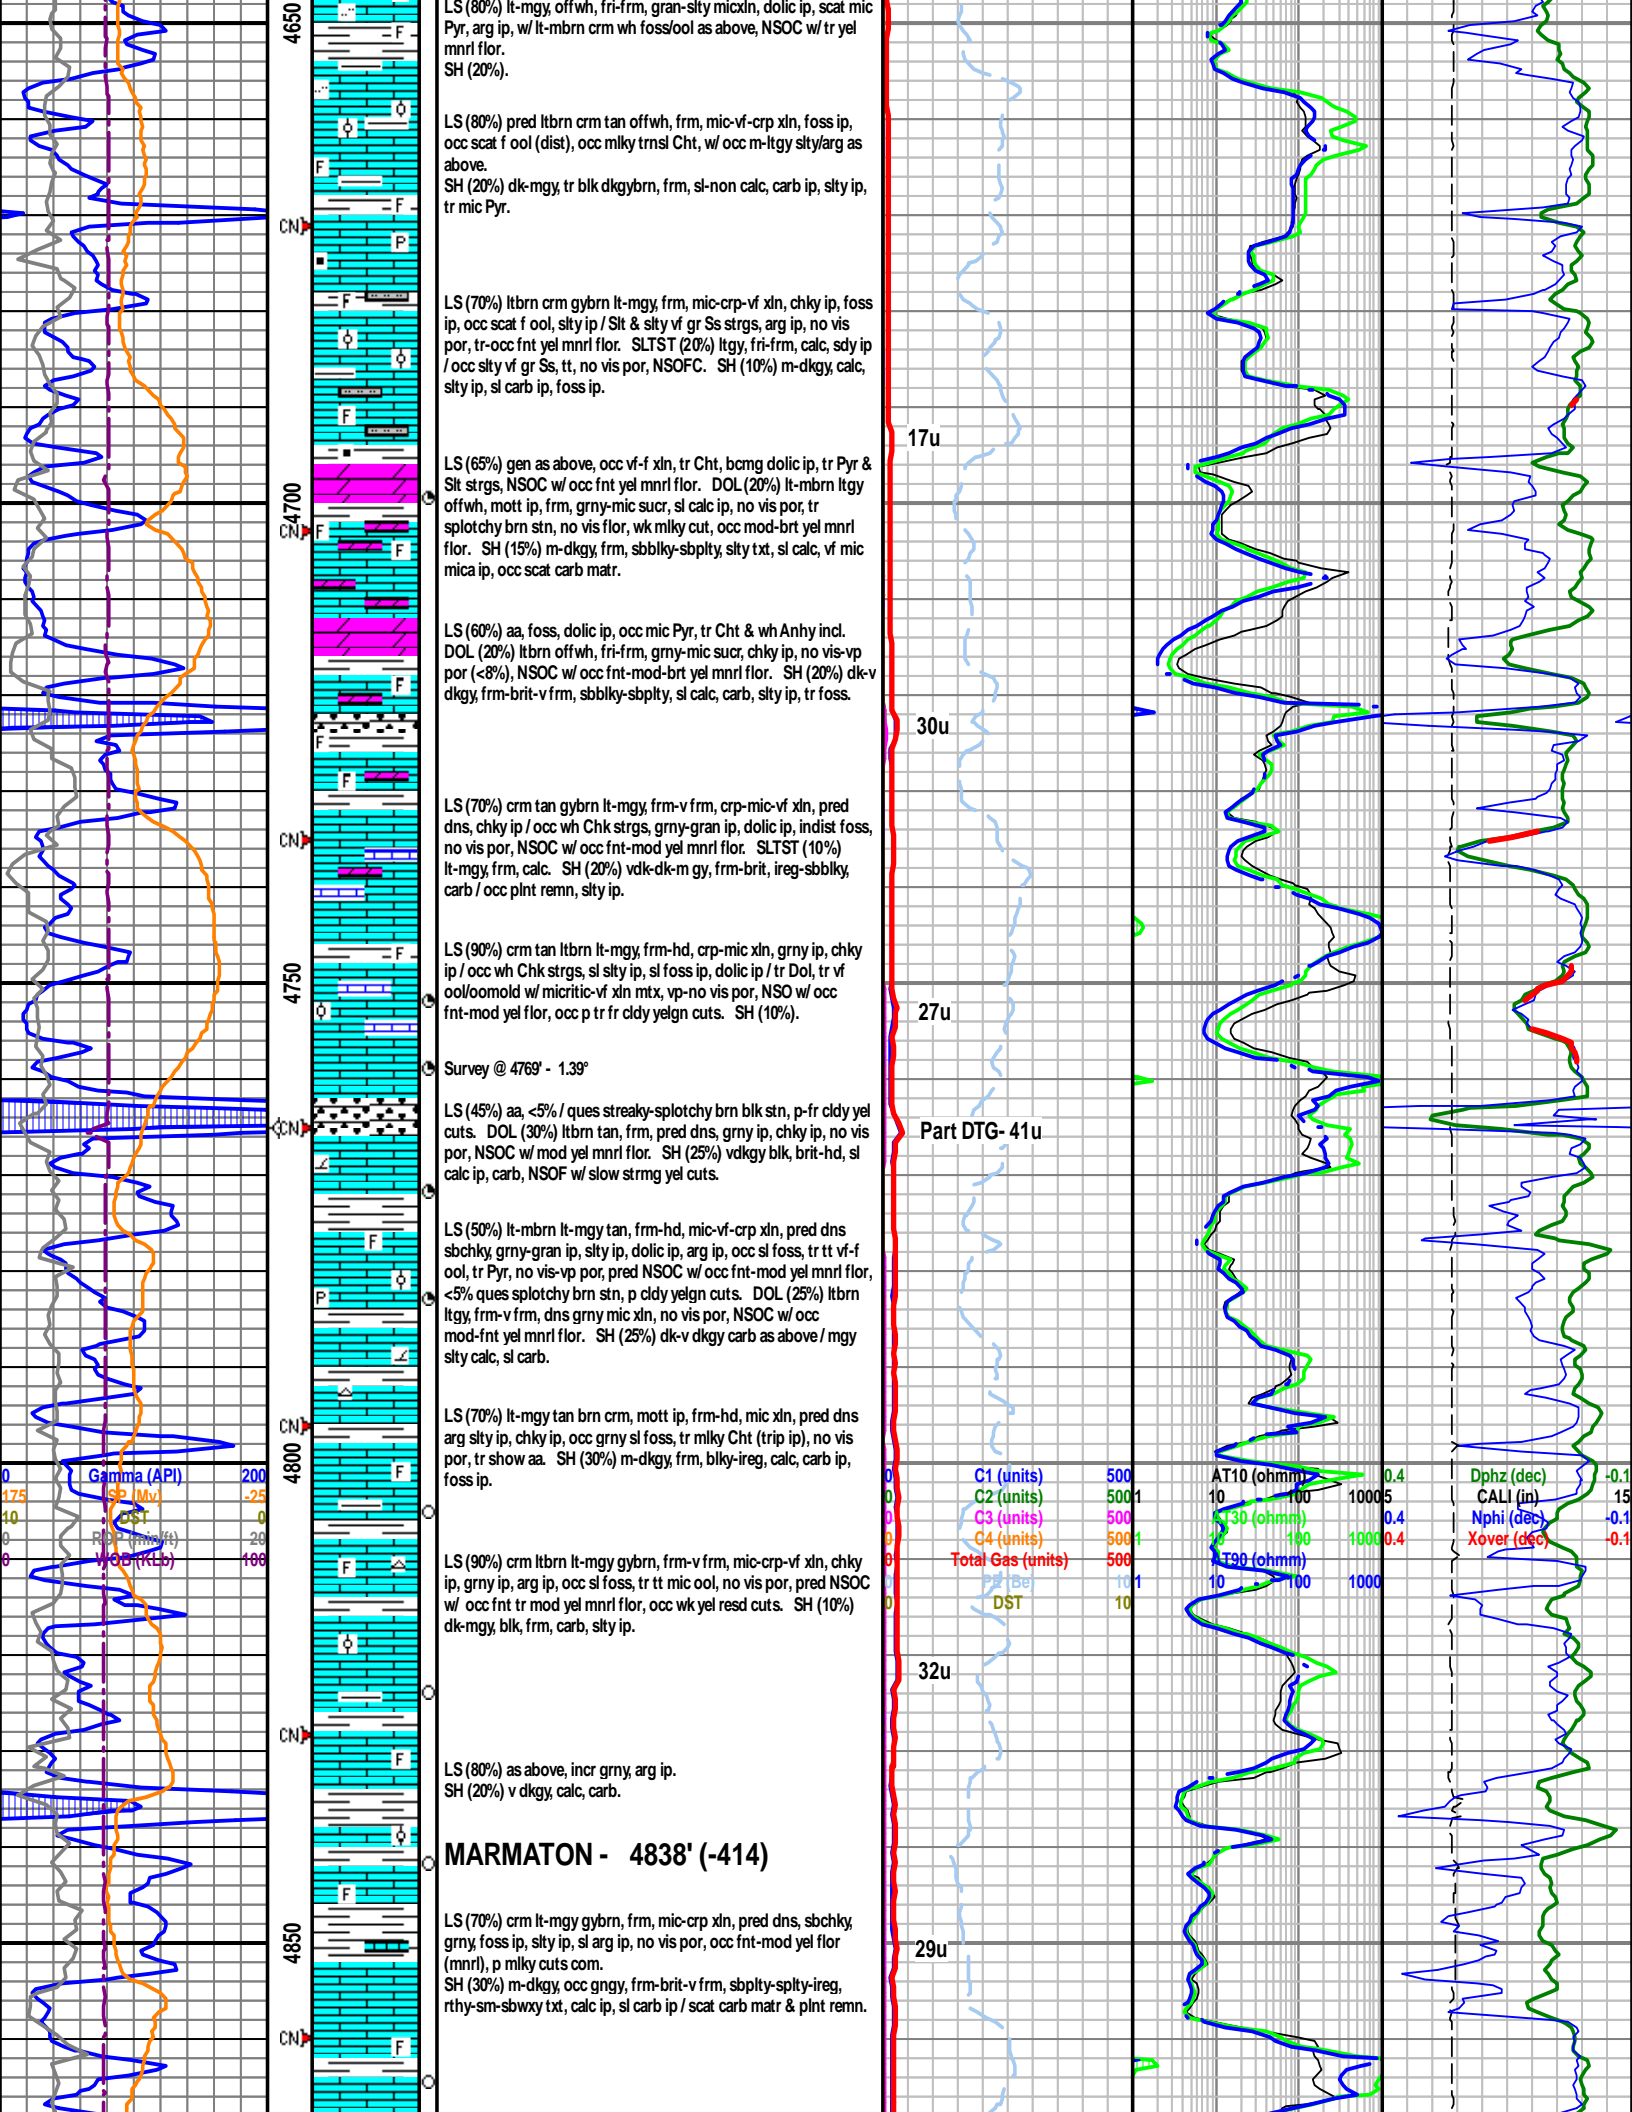 4650
LS (80%) lt-mgy, offwh, fri-frm, gran-slty micxln, dolic ip, scat mic
Pyr, arg ip, w/ lt-mbrn crm wh foss/ool as above, NSOC w/ tr yel
mnrl flor.
SH (20%).
LS (80%) pred ltbrn crm tan offwh, frm, mic-vf-crp xln, foss ip,
occ scat f ool (dist), occ mlky trnsl Cht, w/ occ m-ltgy slty/arg as
above.
SH (20%) dk-mgy, tr blk dkgybrn, frm, sl-non calc, carb ip, slty ip,
tr mic Pyr.
CN
LS (70%) ltbrn crm gybrn lt-mgy, frm, mic-crp-vf xln, chky ip, foss
ip, occ scat f ool, slty ip / Slt & slty vf gr Ss strgs, arg ip, no vis
por, tr-occ fnt yel mnrl flor. SLTST (20%) ltgy, fri-frm, calc, sdy ip
/ occ slty vf gr Ss, tt, no vis por, NSOFC. SH (10%) m-dkgy, calc,
slty ip, sl carb ip, foss ip.
17u
LS (65%) gen as above, occ vf-f xln, tr Cht, bcmg dolic ip, tr Pyr &
Slt strgs, NSOC w/ occ fnt yel mnrl flor. DOL (20%) lt-mbrn ltgy
offwh, mott ip, frm, grny-mic sucr, sl calc ip, no vis por, tr
splotchy brn stn, no vis flor, wk mlky cut, occ mod-brt yel mnrl
flor. SH (15%) m-dkgy, frm, sbblky-sbplty, slty txt, sl calc, vf mic
mica ip, occ scat carb matr.
4700
CN
LS (60%) aa, foss, dolic ip, occ mic Pyr, tr Cht & wh Anhy incl.
DOL (20%) ltbrn offwh, fri-frm, grny-mic sucr, chky ip, no vis-vp
por (<8%), NSOC w/ occ fnt-mod-brt yel mnrl flor. SH (20%) dk-v
dkgy, frm-brit-v frm, sbblky-sbplty, sl calc, carb, slty ip, tr foss.
30u
LS (70%) crm tan gybrn lt-mgy, frm-v frm, crp-mic-vf xln, pred
dns, chky ip / occ wh Chk strgs, grny-gran ip, dolic ip, indist foss,
no vis por, NSOC w/ occ fnt-mod yel mnrl flor. SLTST (10%)
lt-mgy, frm, calc. SH (20%) vdk-dk-m gy, frm-brit, ireg-sbblky,
carb / occ plnt remn, slty ip.
CN
LS (90%) crm tan ltbrn lt-mgy, frm-hd, crp-mic xln, grny ip, chky
ip / occ wh Chk strgs, sl slty ip, sl foss ip, dolic ip / tr Dol, tr vf
ool/oomold w/ micritic-vf xln mtx, vp-no vis por, NSO w/ occ
fnt-mod yel flor, occ p tr fr cldy yelgn cuts. SH (10%).
4750
27u
Survey @ 4769' - 1.39°
LS (45%) aa, <5% / ques streaky-splotchy brn blk stn, p-fr cldy yel
cuts. DOL (30%) ltbrn tan, frm, pred dns, grny ip, chky ip, no vis
por, NSOC w/ mod yel mnrl flor. SH (25%) vdkgy blk, brit-hd, sl
calc ip, carb, NSOF w/ slow strmg yel cuts.
CN
Part DTG- 41u
LS (50%) lt-mbrn lt-mgy tan, frm-hd, mic-vf-crp xln, pred dns
sbchky, grny-gran ip, slty ip, dolic ip, arg ip, occ sl foss, tr tt vf-f
ool, tr Pyr, no vis-vp por, pred NSOC w/ occ fnt-mod yel mnrl flor,
<5% ques splotchy brn stn, p cldy yelgn cuts. DOL (25%) ltbrn
ltgy, frm-v frm, dns grny mic xln, no vis por, NSOC w/ occ
mod-fnt yel mnrl flor. SH (25%) dk-v dkgy carb as above / mgy
slty calc, sl carb.
LS (70%) lt-mgy tan brn crm, mott ip, frm-hd, mic xln, pred dns
arg slty ip, chky ip, occ grny sl foss, tr mlky Cht (trip ip), no vis
por, tr show aa. SH (30%) m-dkgy, frm, blky-ireg, calc, carb ip,
foss ip.
CN
4800
0 Gamma (API) 200
175 SP (Mv) -25
10 DST 0
0 ROP (min/ft) 20
0 WOB (KLb) 100
0 C1 (units) 500
0 C2 (units) 500
0 C3 (units) 500
0 C4 (units) 500
0 Total Gas (units) 500
0 PE (Be) 10
0 DST 10
AT10 (ohmm)
1 10 100 1000
AT30 (ohmm)
1 10 100 1000
AT90 (ohmm)
1 10 100 1000
0.4 Dphz (dec) -0.1
5 CALI (in) 15
0.4 Nphi (dec) -0.1
0.4 Xover (dec) -0.1
LS (90%) crm ltbrn lt-mgy gybrn, frm-v frm, mic-crp-vf xln, chky
ip, grny ip, arg ip, occ sl foss, tr tt mic ool, no vis por, pred NSOC
w/ occ fnt tr mod yel mnrl flor, occ wk yel resd cuts. SH (10%)
dk-mgy, blk, frm, carb, slty ip.
32u
CN
LS (80%) as above, incr grny, arg ip.
SH (20%) v dkgy, calc, carb.
MARMATON - 4838' (-414)
LS (70%) crm lt-mgy gybrn, frm, mic-crp xln, pred dns, sbchky,
grny, foss ip, slty ip, sl arg ip, no vis por, occ fnt-mod yel flor
(mnrl), p mlky cuts com.
SH (30%) m-dkgy, occ gngy, frm-brit-v frm, sbplty-splty-ireg,
rthy-sm-sbwxy txt, calc ip, sl carb ip / scat carb matr & plnt remn.
4850
29u
CN